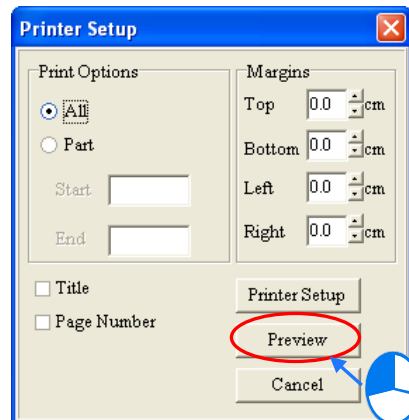 Printer Setup
Print Options
All
Part
Start
End
Margins
Top 0.0 cm
Bottom 0.0 cm
Left 0.0 cm
Right 0.0 cm
Title
Page Number
Printer Setup
Preview
Cancel